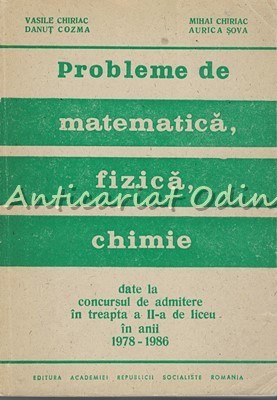 VASILE CHIRIAC
DANUȚ COZMA
MIHAI CHIRIAC
AURICA ȘOVA
Probleme de
matematică,
fizică,
Anticariat Odin
chimie
date la
concursul de admitere
în treapta a II-a de liceu
în anii
1978-1986
EDITURA ACADEMIEI REPUBLICII SOCIALISTE ROMÂNIA